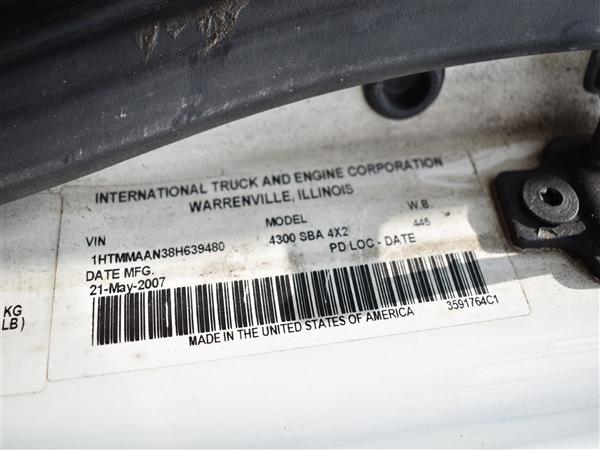 INTERNATIONAL TRUCK AND ENGINE CORPORATION
WARRENVILLE, ILLINOIS
VIN MODEL W.B.
1HTMMAAN38H639480 4300 SBA 4X2 445
DATE MFG. PD LOC - DATE
21-May-2007
KG
LB)
MADE IN THE UNITED STATES OF AMERICA 3591764C1